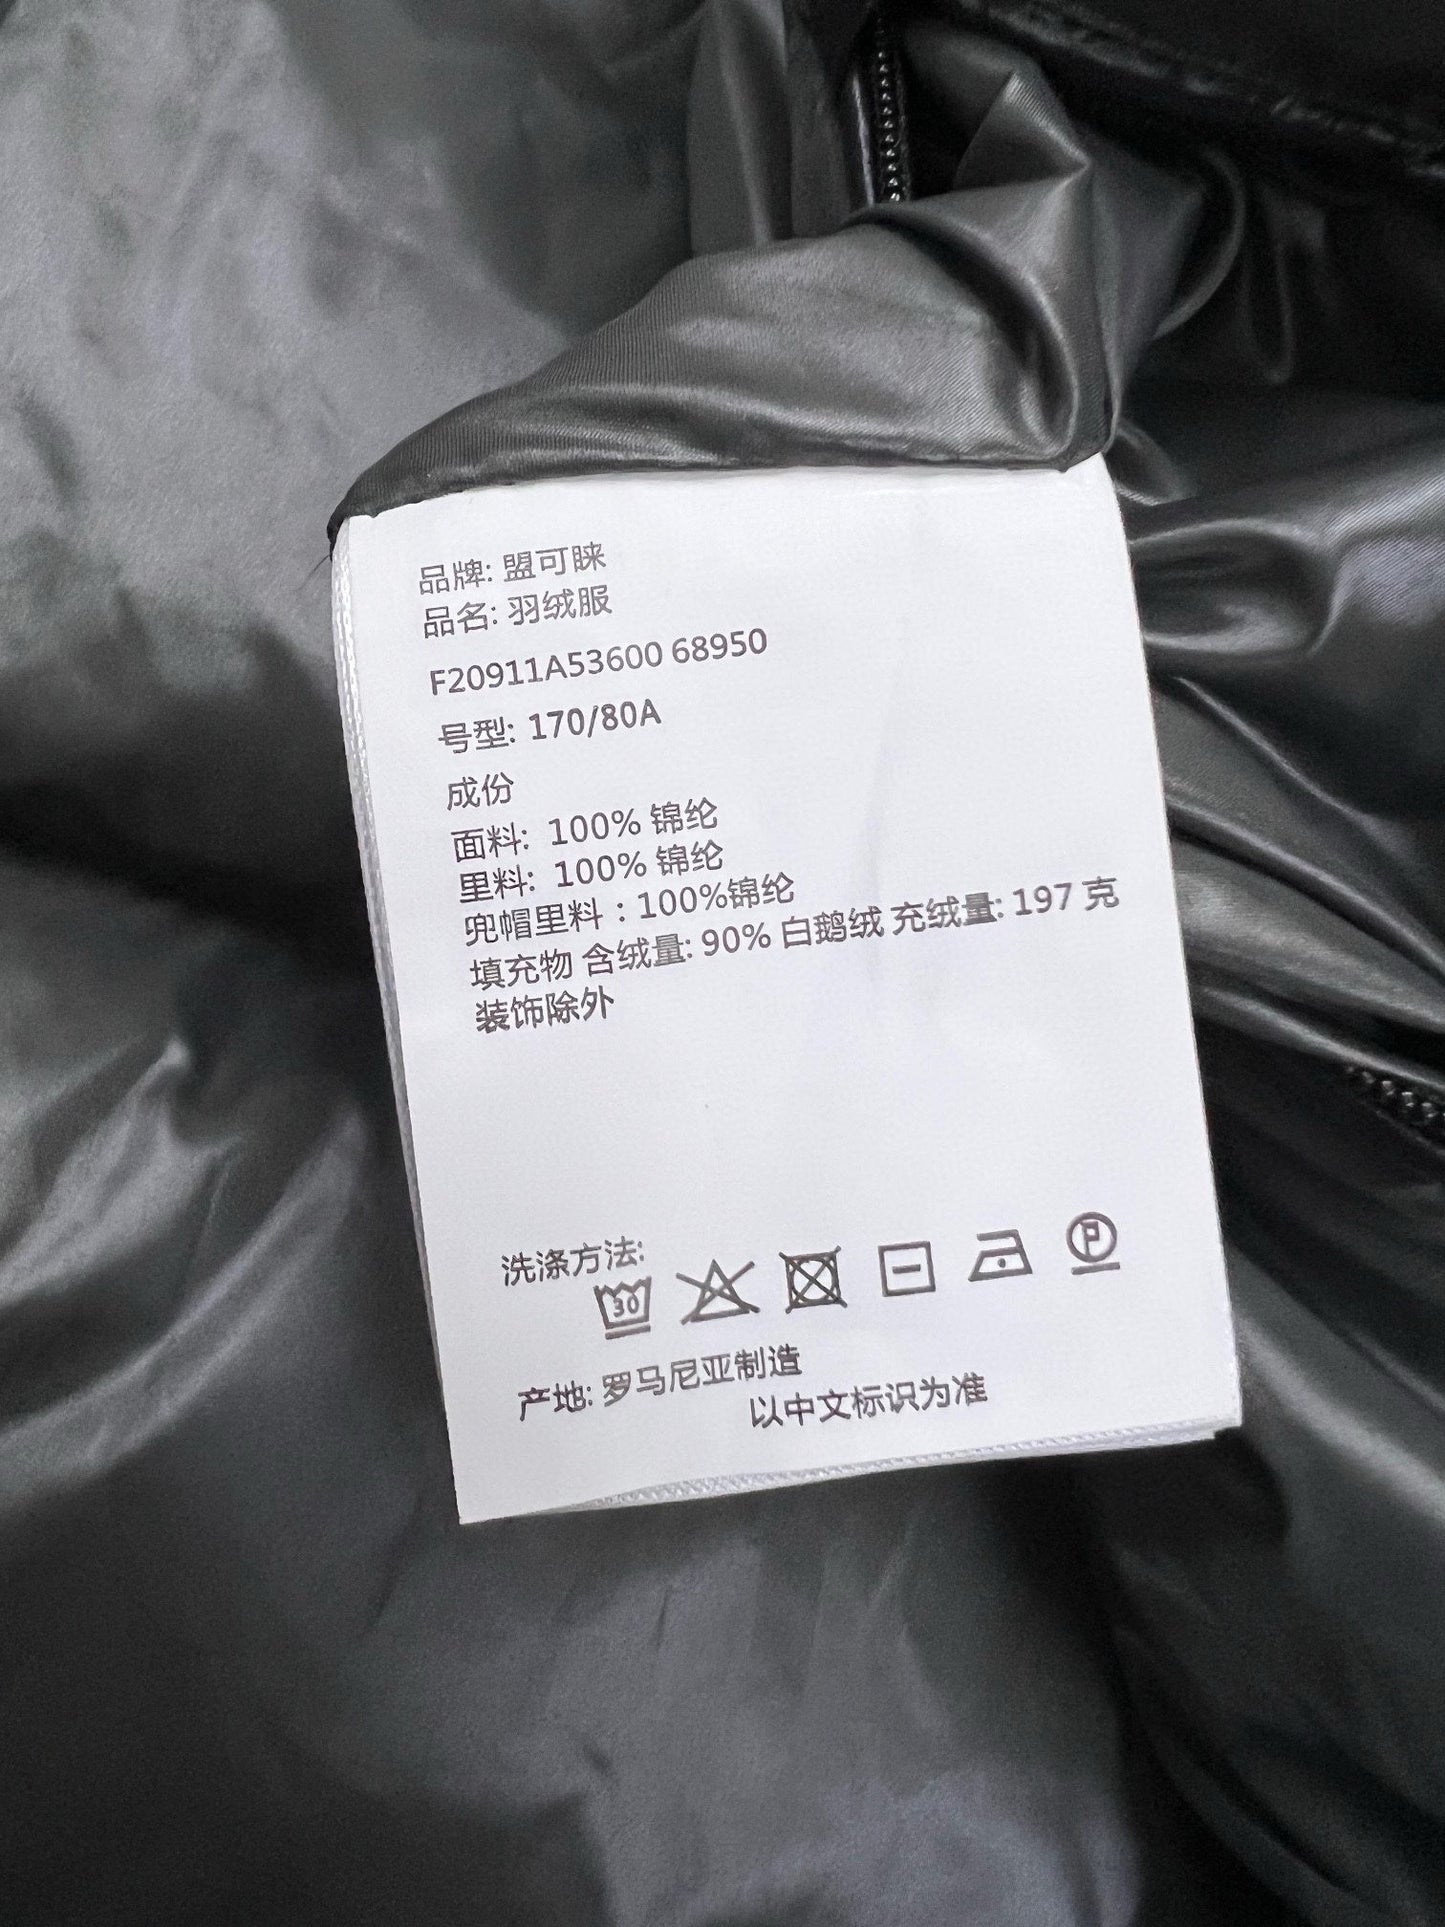 品牌: 盟可睐
品名: 羽绒服
F20911A53600 68950
号型: 170/80A
成份
面料: 100% 锦纶
里料: 100% 锦纶
兜帽里料：100%锦纶
填充物 含绒量: 90% 白鹅绒 充绒量: 197 克
装饰除外
洗涤方法:
30
P
产地: 罗马尼亚制造
以中文标识为准